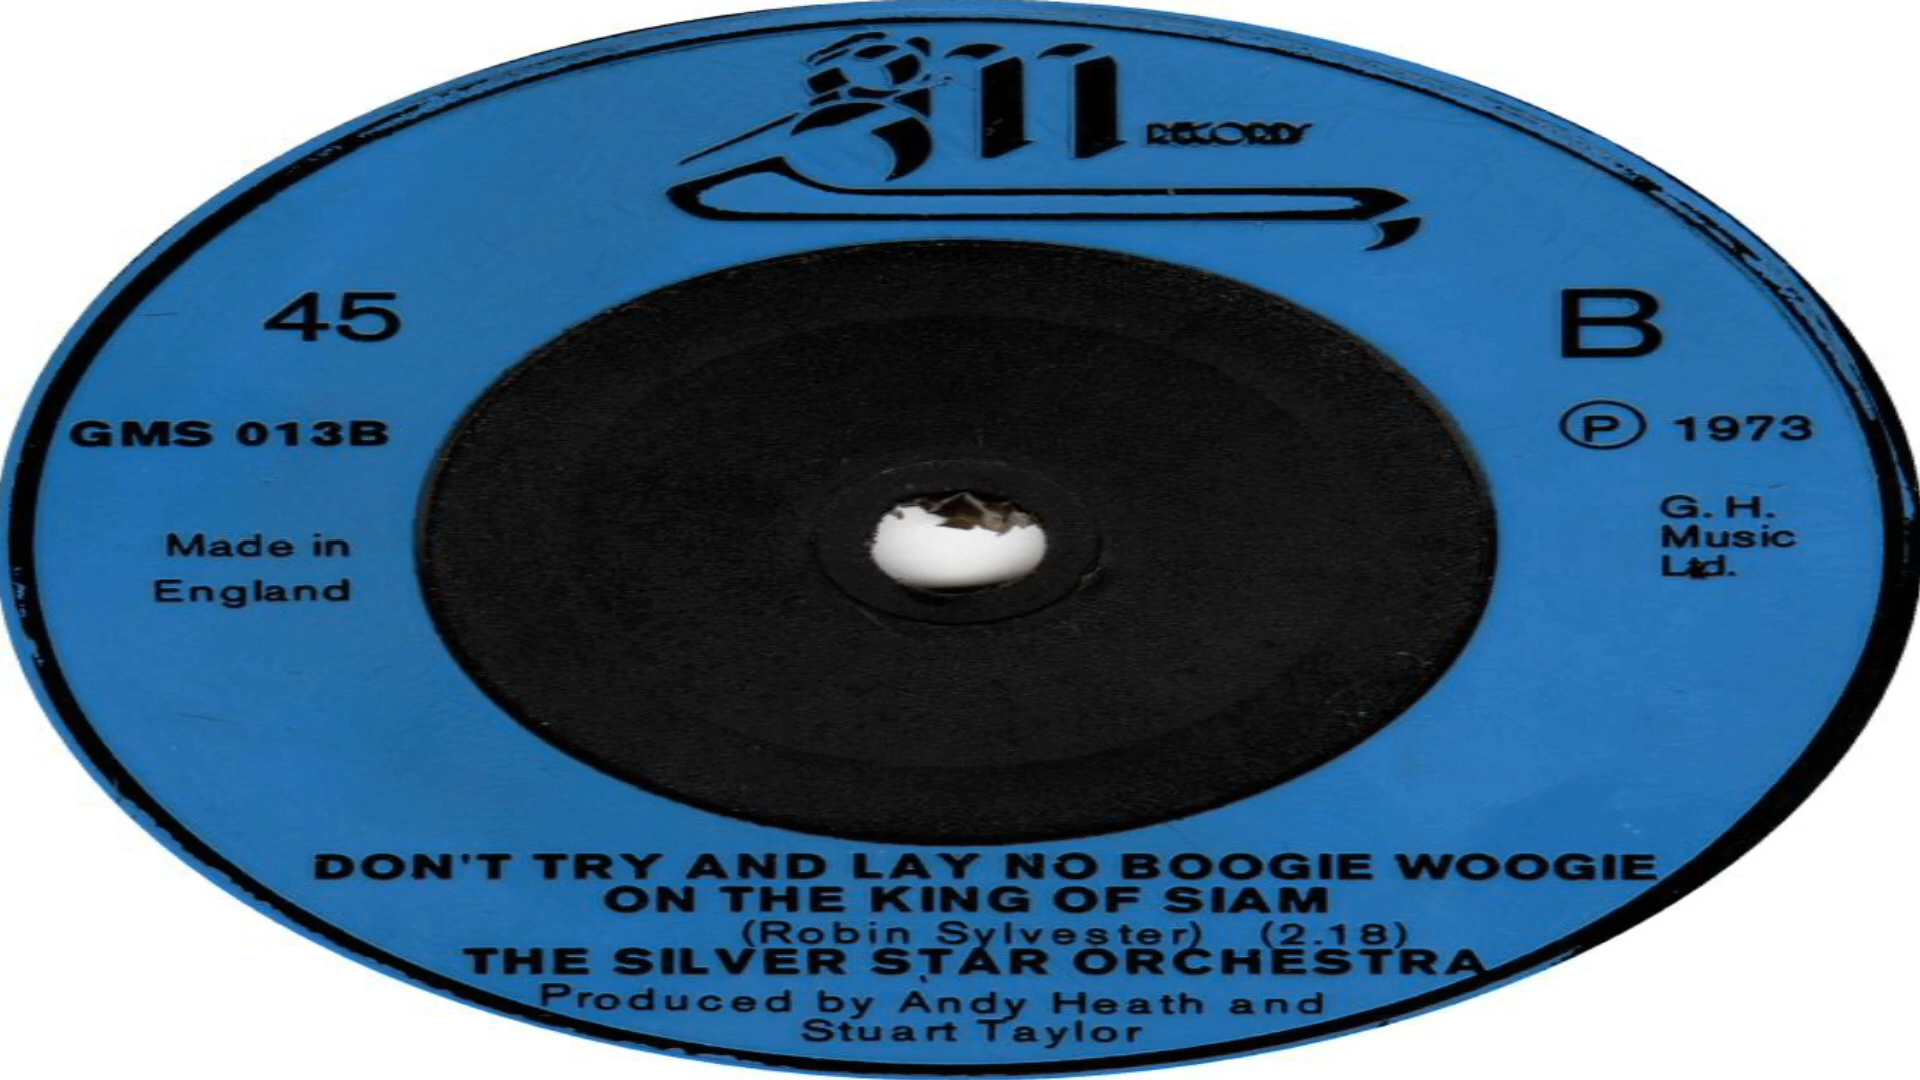 GM RECORDS
45
B
GMS 013B
Ⓟ 1973
Made in
England
G. H.
Music
Ltd.
DON'T TRY AND LAY NO BOOGIE WOOGIE
ON THE KING OF SIAM
(Robin Sylvester) (2.18)
THE SILVER STAR ORCHESTRA
Produced by Andy Heath and
Stuart Taylor